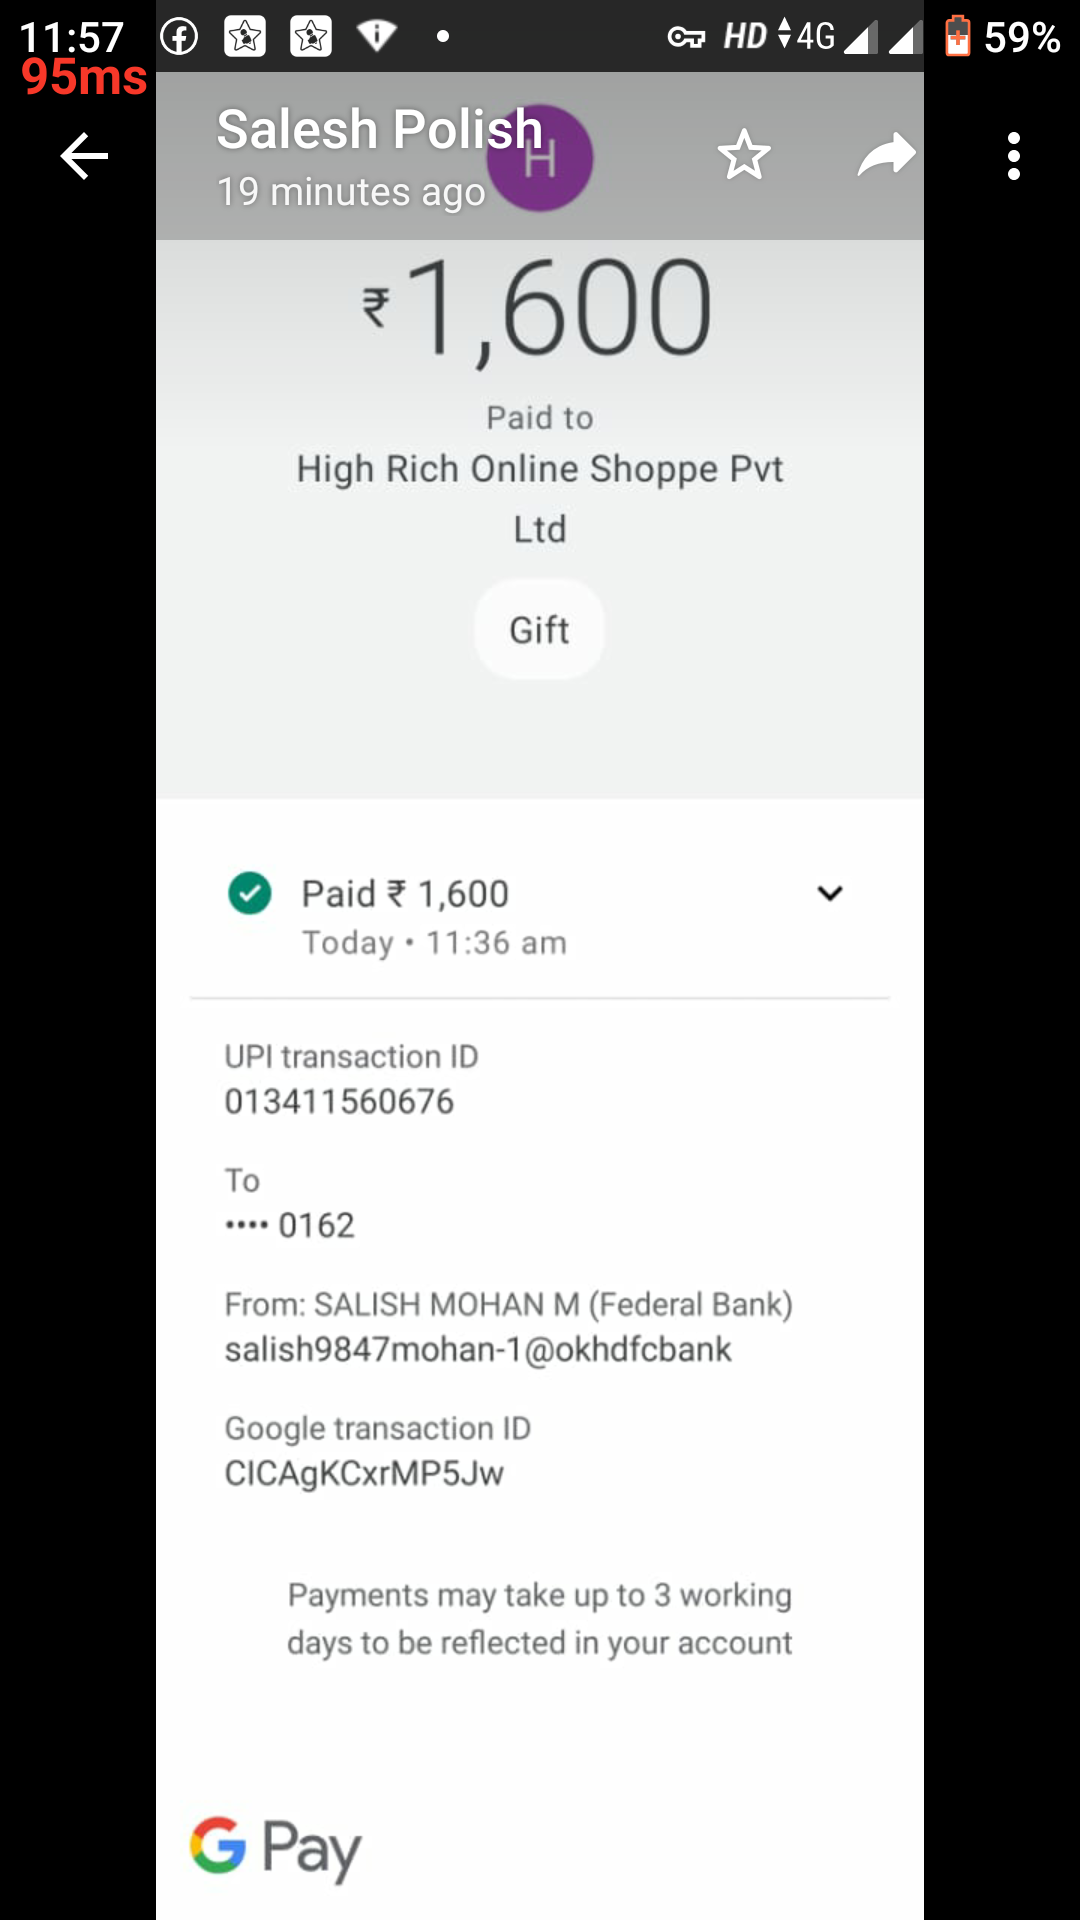 11:57
HD 4G 59%
95ms
Salesh Polish
H
19 minutes ago
₹1,600
Paid to
High Rich Online Shoppe Pvt
Ltd
Gift
Paid ₹ 1,600
Today • 11:36 am
UPI transaction ID
013411560676
To
•••• 0162
From: SALISH MOHAN M (Federal Bank)
salish9847mohan-1@okhdfcbank
Google transaction ID
CICAgKCxrMP5Jw
Payments may take up to 3 working
days to be reflected in your account
G Pay